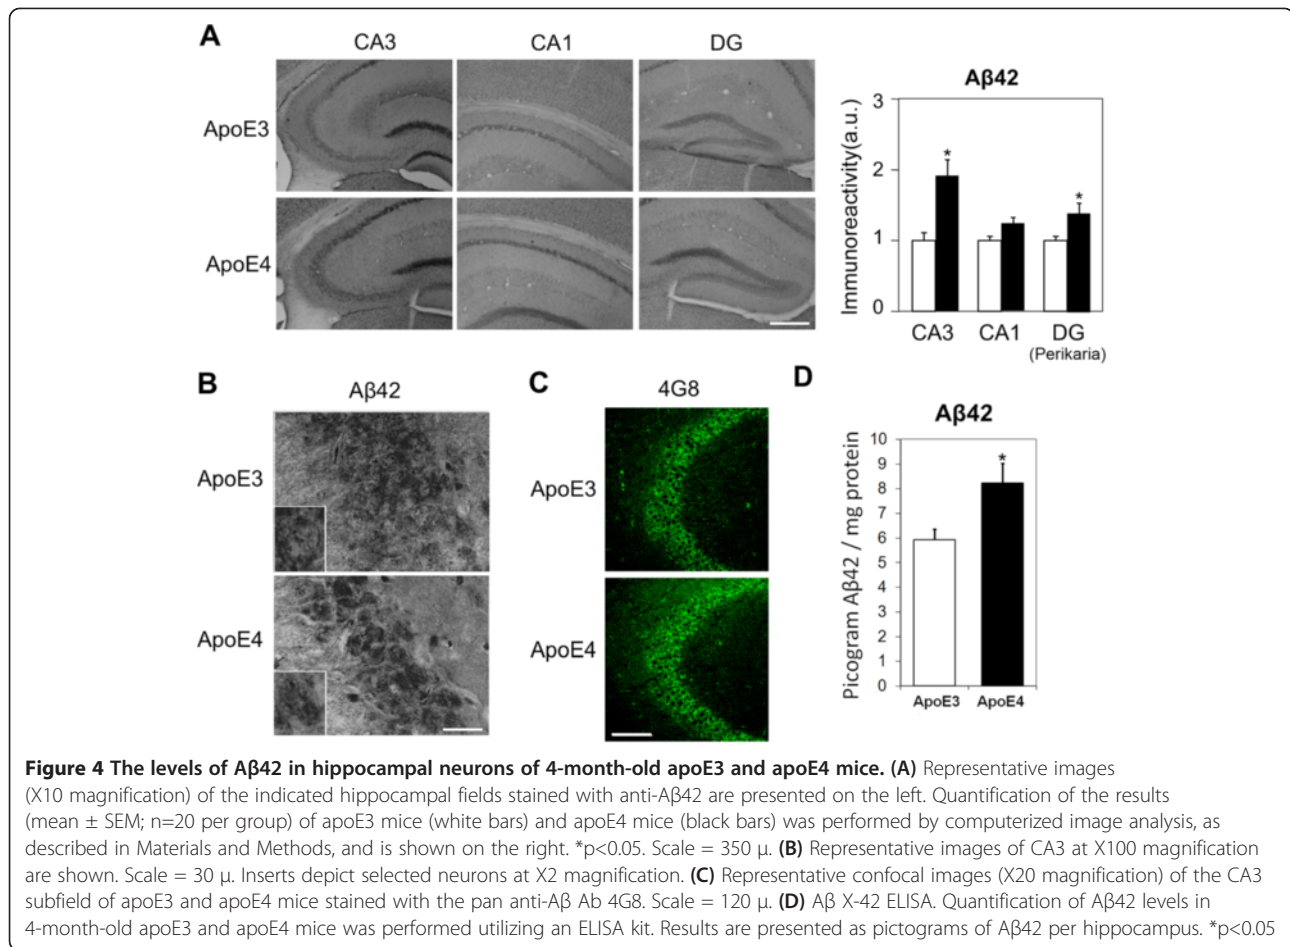 A
CA3
CA1
DG
ApoE3
ApoE4
Aβ42
Immunoreactivity(a.u.)
3
2
1
0
*
*
CA3
CA1
DG
(Perikaria)
B
Aβ42
ApoE3
ApoE4
C
4G8
ApoE3
ApoE4
D
Aβ42
Picogram Aβ42 / mg protein
10
9
8
7
6
5
4
3
2
1
0
*
ApoE3
ApoE4
Figure 4 The levels of Aβ42 in hippocampal neurons of 4-month-old apoE3 and apoE4 mice. (A) Representative images
(X10 magnification) of the indicated hippocampal fields stained with anti-Aβ42 are presented on the left. Quantification of the results
(mean ± SEM; n=20 per group) of apoE3 mice (white bars) and apoE4 mice (black bars) was performed by computerized image analysis, as
described in Materials and Methods, and is shown on the right. *p<0.05. Scale = 350 μ. (B) Representative images of CA3 at X100 magnification
are shown. Scale = 30 μ. Inserts depict selected neurons at X2 magnification. (C) Representative confocal images (X20 magnification) of the CA3
subfield of apoE3 and apoE4 mice stained with the pan anti-Aβ Ab 4G8. Scale = 120 μ. (D) Aβ X-42 ELISA. Quantification of Aβ42 levels in
4-month-old apoE3 and apoE4 mice was performed utilizing an ELISA kit. Results are presented as pictograms of Aβ42 per hippocampus. *p<0.05